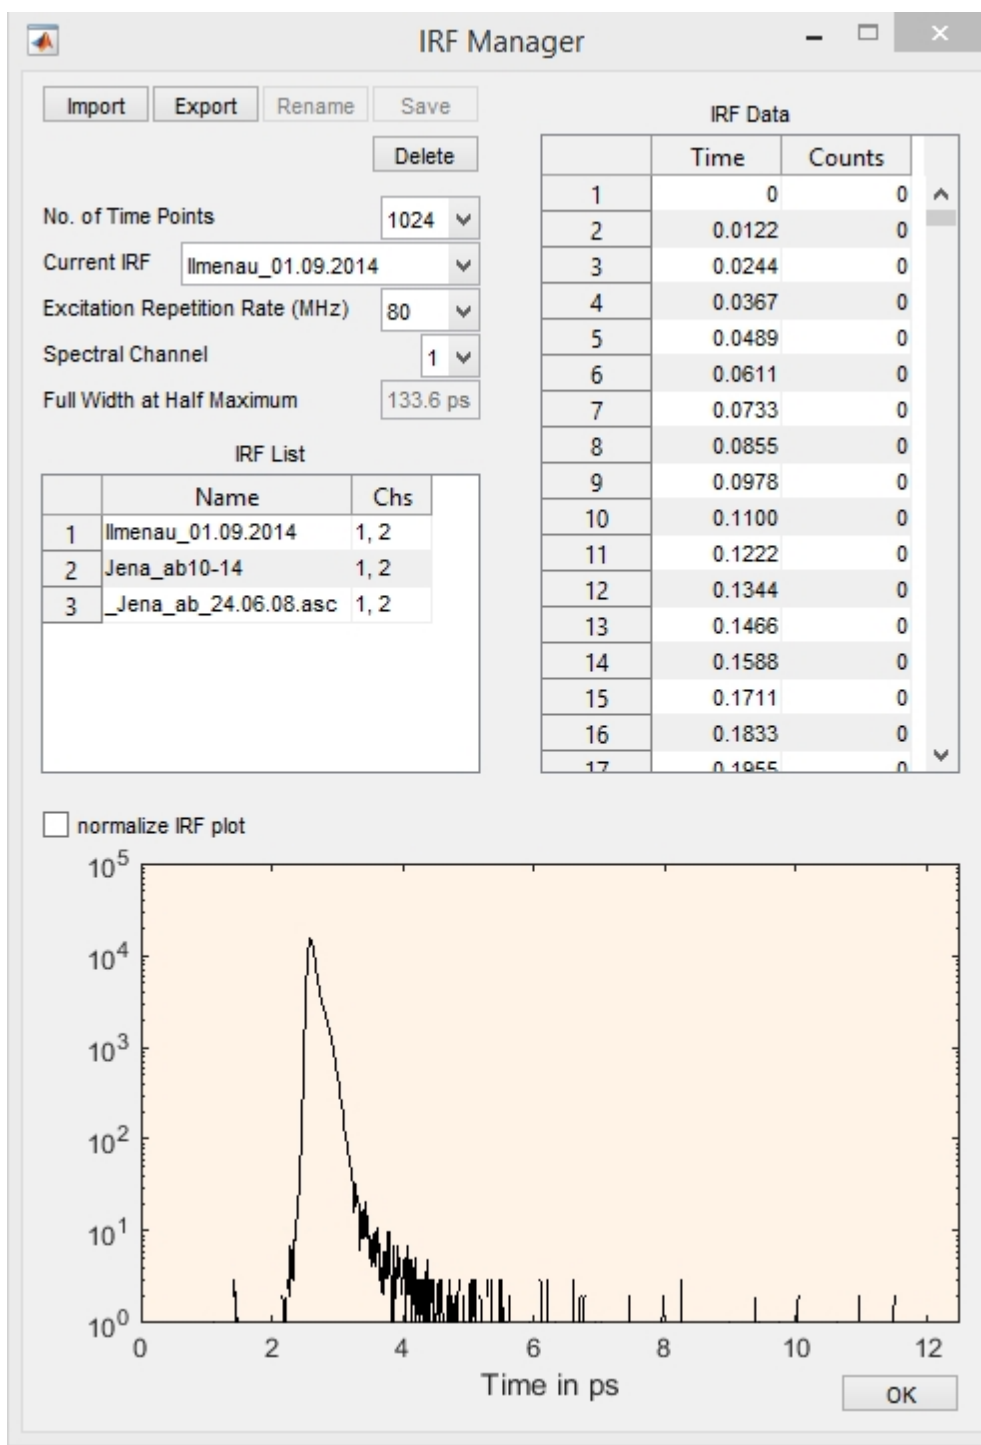 IRF Manager
Import Export Rename Save
Delete
No. of Time Points 1024
Current IRF Ilmenau_01.09.2014
Excitation Repetition Rate (MHz) 80
Spectral Channel 1
Full Width at Half Maximum 133.6 ps
IRF List
Name Chs
1 Ilmenau_01.09.2014 1, 2
2 Jena_ab10-14 1, 2
3 _Jena_ab_24.06.08.asc 1, 2
IRF Data
Time Counts
1 0 0
2 0.0122 0
3 0.0244 0
4 0.0367 0
5 0.0489 0
6 0.0611 0
7 0.0733 0
8 0.0855 0
9 0.0978 0
10 0.1100 0
11 0.1222 0
12 0.1344 0
13 0.1466 0
14 0.1588 0
15 0.1711 0
16 0.1833 0
17 0.1955 0
normalize IRF plot
10^5
10^4
10^3
10^2
10^1
10^0
0 2 4 6 8 10 12
Time in ps
OK